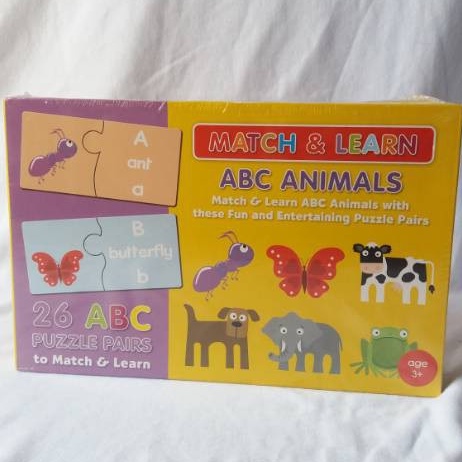 A
ant
a
B
butterfly
b
26 ABC
PUZZLE PAIRS
to Match & Learn
MATCH & LEARN
ABC ANIMALS
Match & Learn ABC Animals with
these Fun and Entertaining Puzzle Pairs
age
3+